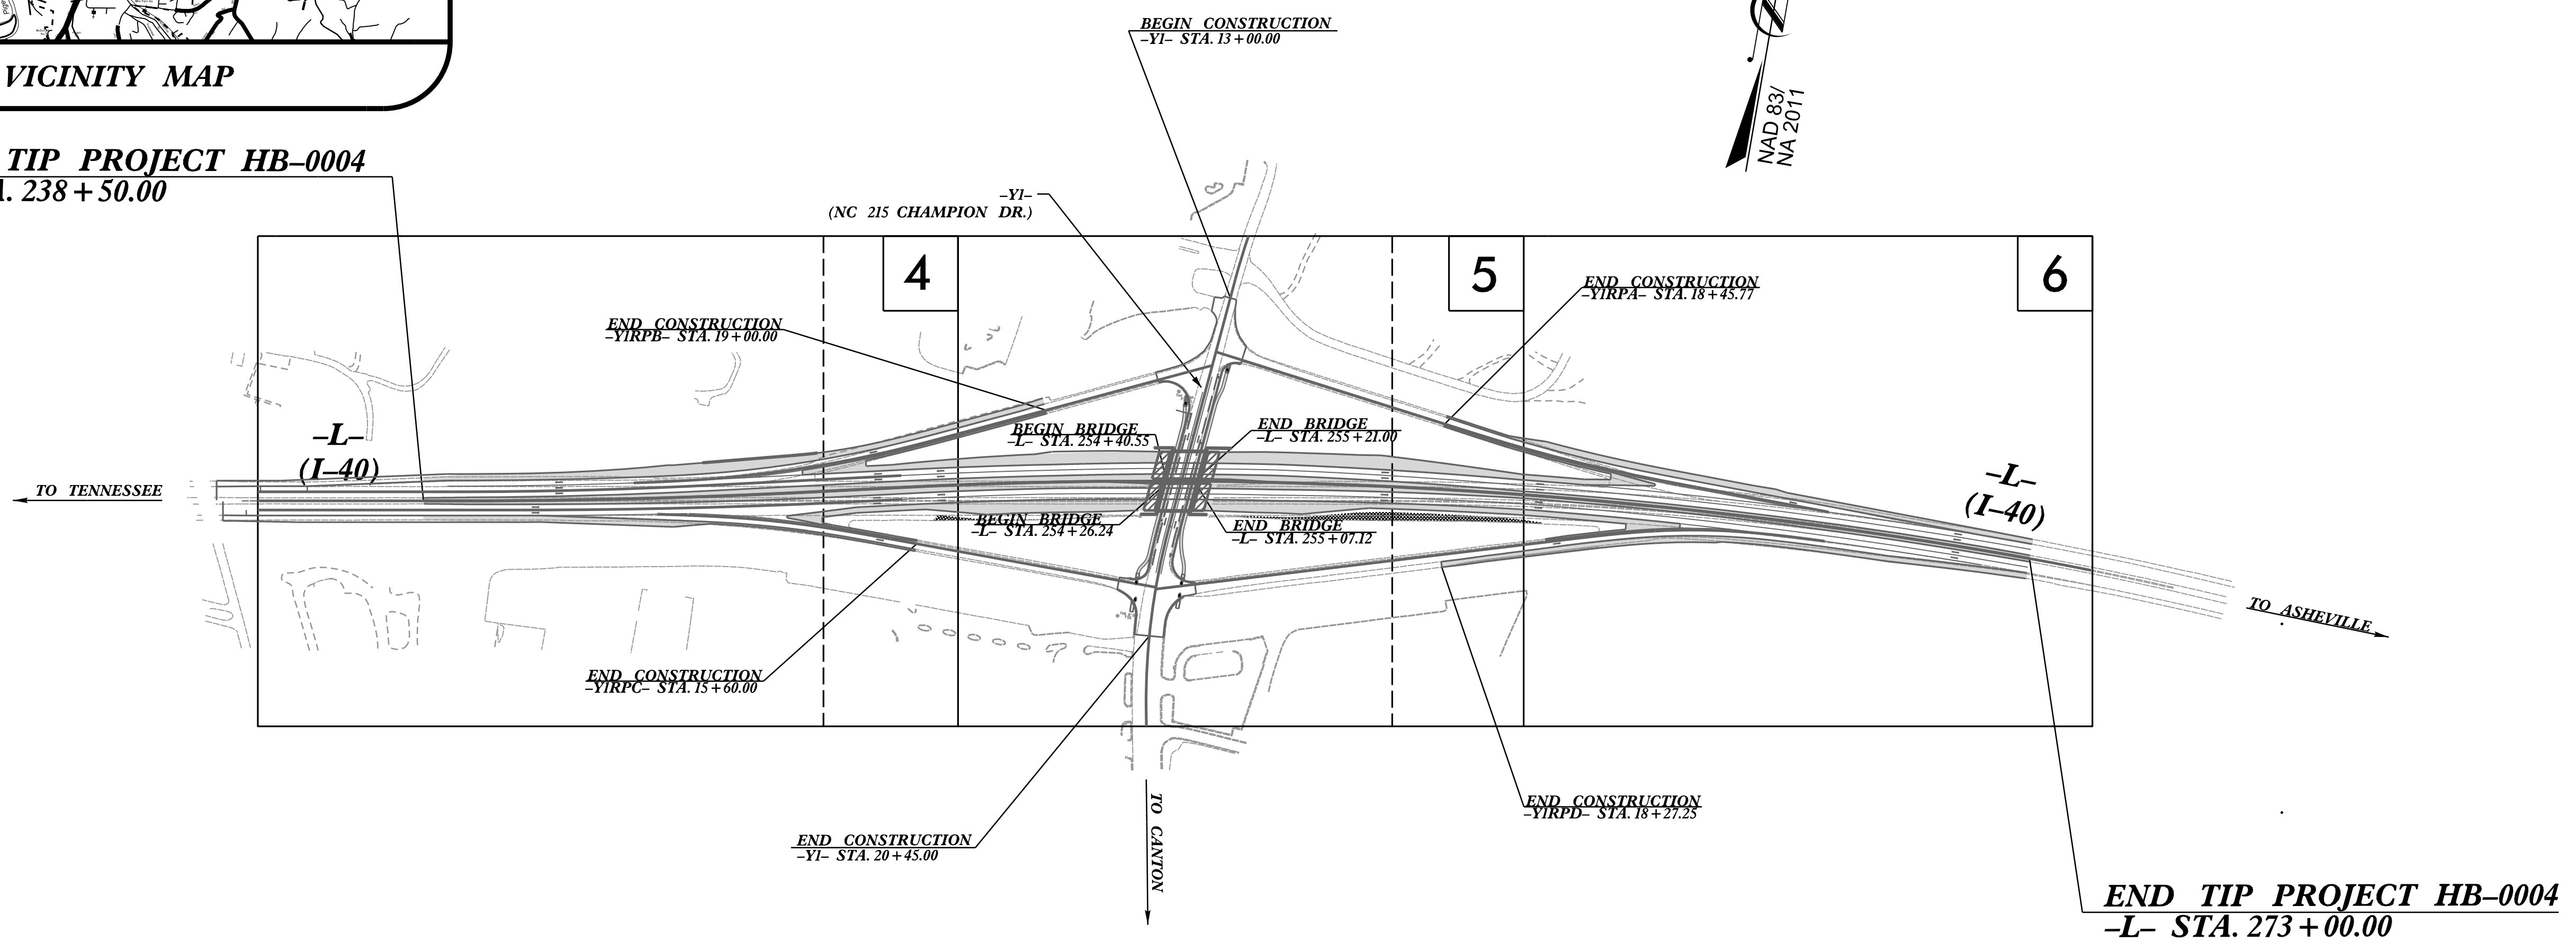 BEGIN CONSTRUCTION
–Y1– STA. 13+00.00
VICINITY MAP
NAD 83/
NA 2011
TIP PROJECT HB–0004
238+50.00
–Y1–
(NC 215 CHAMPION DR.)
4
5
6
END CONSTRUCTION
–Y1RPA– STA. 18+45.77
END CONSTRUCTION
–Y1RPB– STA. 19+00.00
BEGIN BRIDGE
–L– STA. 254+40.55
END BRIDGE
–L– STA. 255+21.00
–L–
(I–40)
–L–
(I–40)
TO TENNESSEE
BEGIN BRIDGE
–L– STA. 254+26.24
END BRIDGE
–L– STA. 255+07.12
TO ASHEVILLE
END CONSTRUCTION
–Y1RPC– STA. 15+60.00
END CONSTRUCTION
–Y1RPD– STA. 18+27.25
END CONSTRUCTION
–Y1– STA. 20+45.00
TO CANTON
END TIP PROJECT HB–0004
–L– STA. 273+00.00